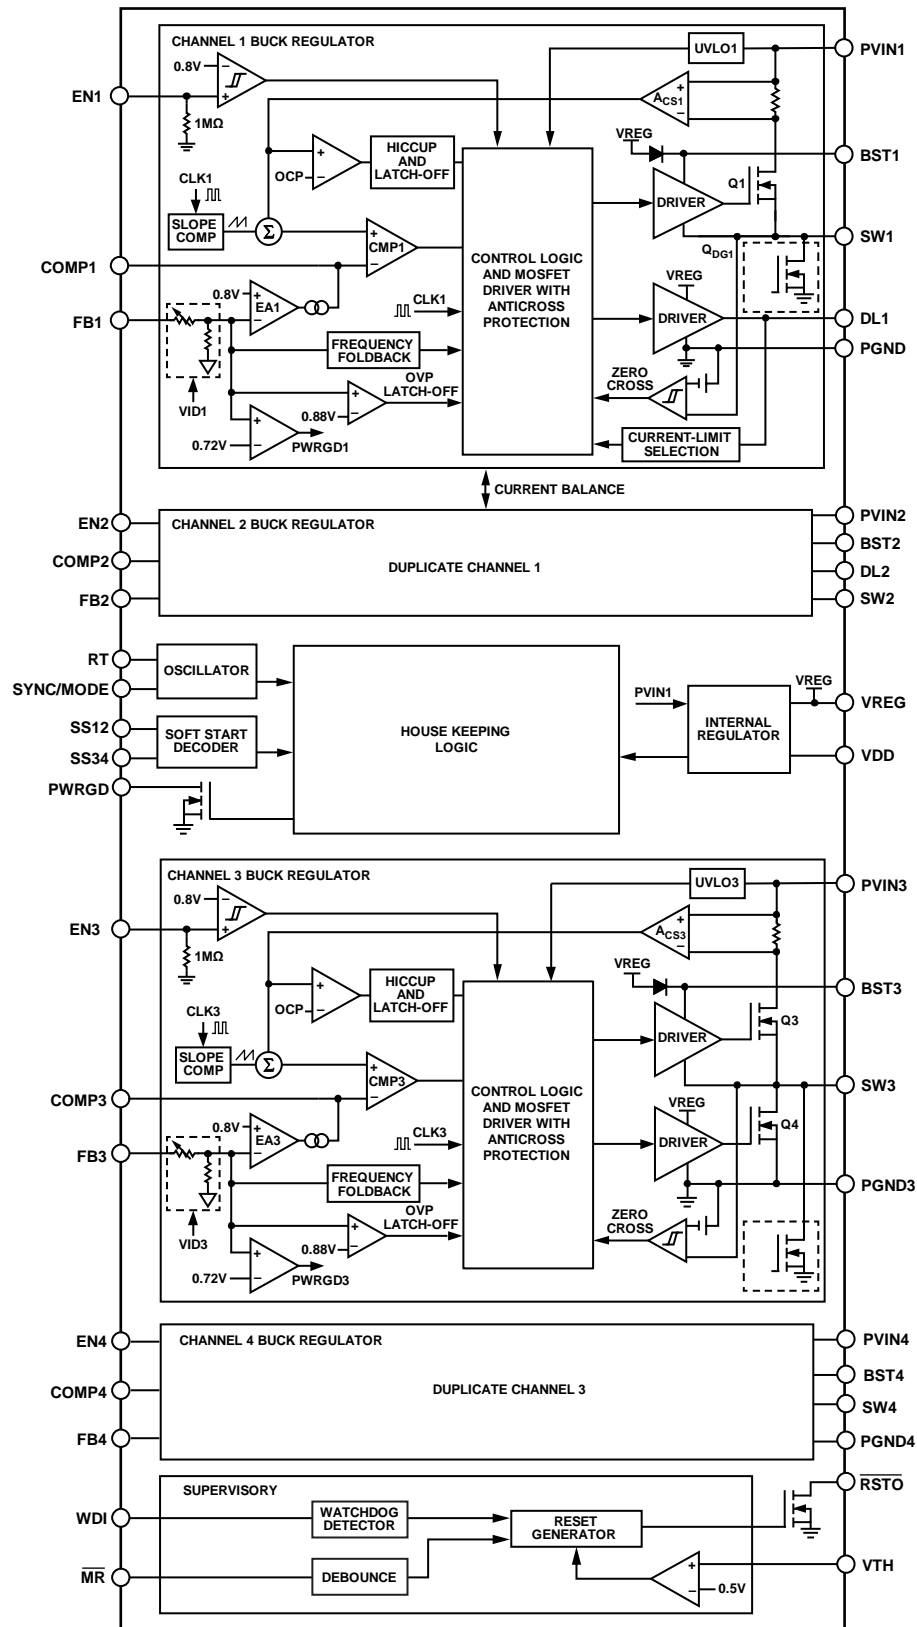 CHANNEL 1 BUCK REGULATOR
UVLO1
PVIN1
0.8V
−
+
EN1
1MΩ
ACS1
+
−
VREG
BST1
HICCUP
AND
LATCH-OFF
+
−
OCP
CLK1
SLOPE
COMP
Σ
+
CMP1
−
CONTROL LOGIC
AND MOSFET
DRIVER WITH
ANTICROSS
PROTECTION
DRIVER
Q1
SW1
QDG1
COMP1
0.8V
+
EA1
−
CLK1
VREG
DRIVER
DL1
FB1
FREQUENCY
FOLDBACK
PGND
VID1
OVP
LATCH-OFF
ZERO
CROSS
+
0.88V
−
+
0.72V
−
PWRGD1
CURRENT-LIMIT
SELECTION
CURRENT BALANCE
EN2
CHANNEL 2 BUCK REGULATOR
PVIN2
BST2
COMP2
DUPLICATE CHANNEL 1
DL2
FB2
SW2
RT
OSCILLATOR
SYNC/MODE
PVIN1
VREG
VREG
SS12
SOFT START
DECODER
HOUSE KEEPING
LOGIC
INTERNAL
REGULATOR
SS34
VDD
PWRGD
CHANNEL 3 BUCK REGULATOR
UVLO3
PVIN3
0.8V
−
+
EN3
1MΩ
ACS3
+
−
VREG
BST3
HICCUP
AND
LATCH-OFF
+
−
OCP
CLK3
SLOPE
COMP
Σ
+
CMP3
−
CONTROL LOGIC
AND MOSFET
DRIVER WITH
ANTICROSS
PROTECTION
DRIVER
Q3
SW3
COMP3
0.8V
+
EA3
−
CLK3
VREG
DRIVER
Q4
FB3
FREQUENCY
FOLDBACK
PGND3
VID3
OVP
LATCH-OFF
ZERO
CROSS
+
0.88V
−
+
0.72V
−
PWRGD3
EN4
CHANNEL 4 BUCK REGULATOR
PVIN4
BST4
COMP4
DUPLICATE CHANNEL 3
SW4
FB4
PGND4
SUPERVISORY
RSTO
WDI
WATCHDOG
DETECTOR
RESET
GENERATOR
MR
DEBOUNCE
+
−
0.5V
VTH